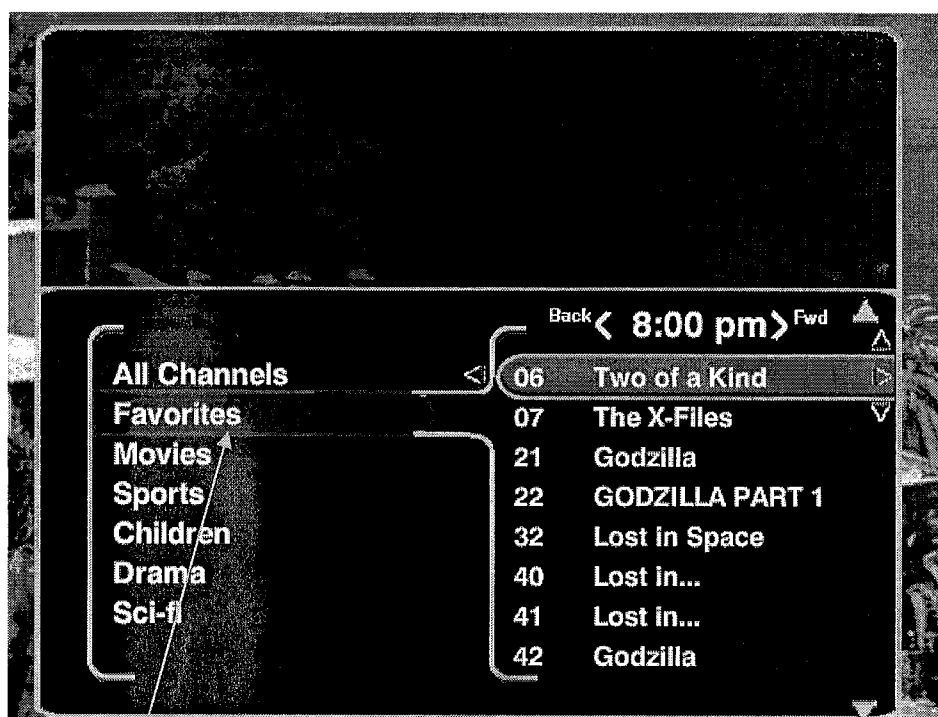 Back < 8:00 pm > Fwd
All Channels
Favorites
Movies
Sports
Children
Drama
Sci-fi
06 Two of a Kind
07 The X-Files
21 Godzilla
22 GODZILLA PART 1
32 Lost in Space
40 Lost in...
41 Lost in...
42 Godzilla